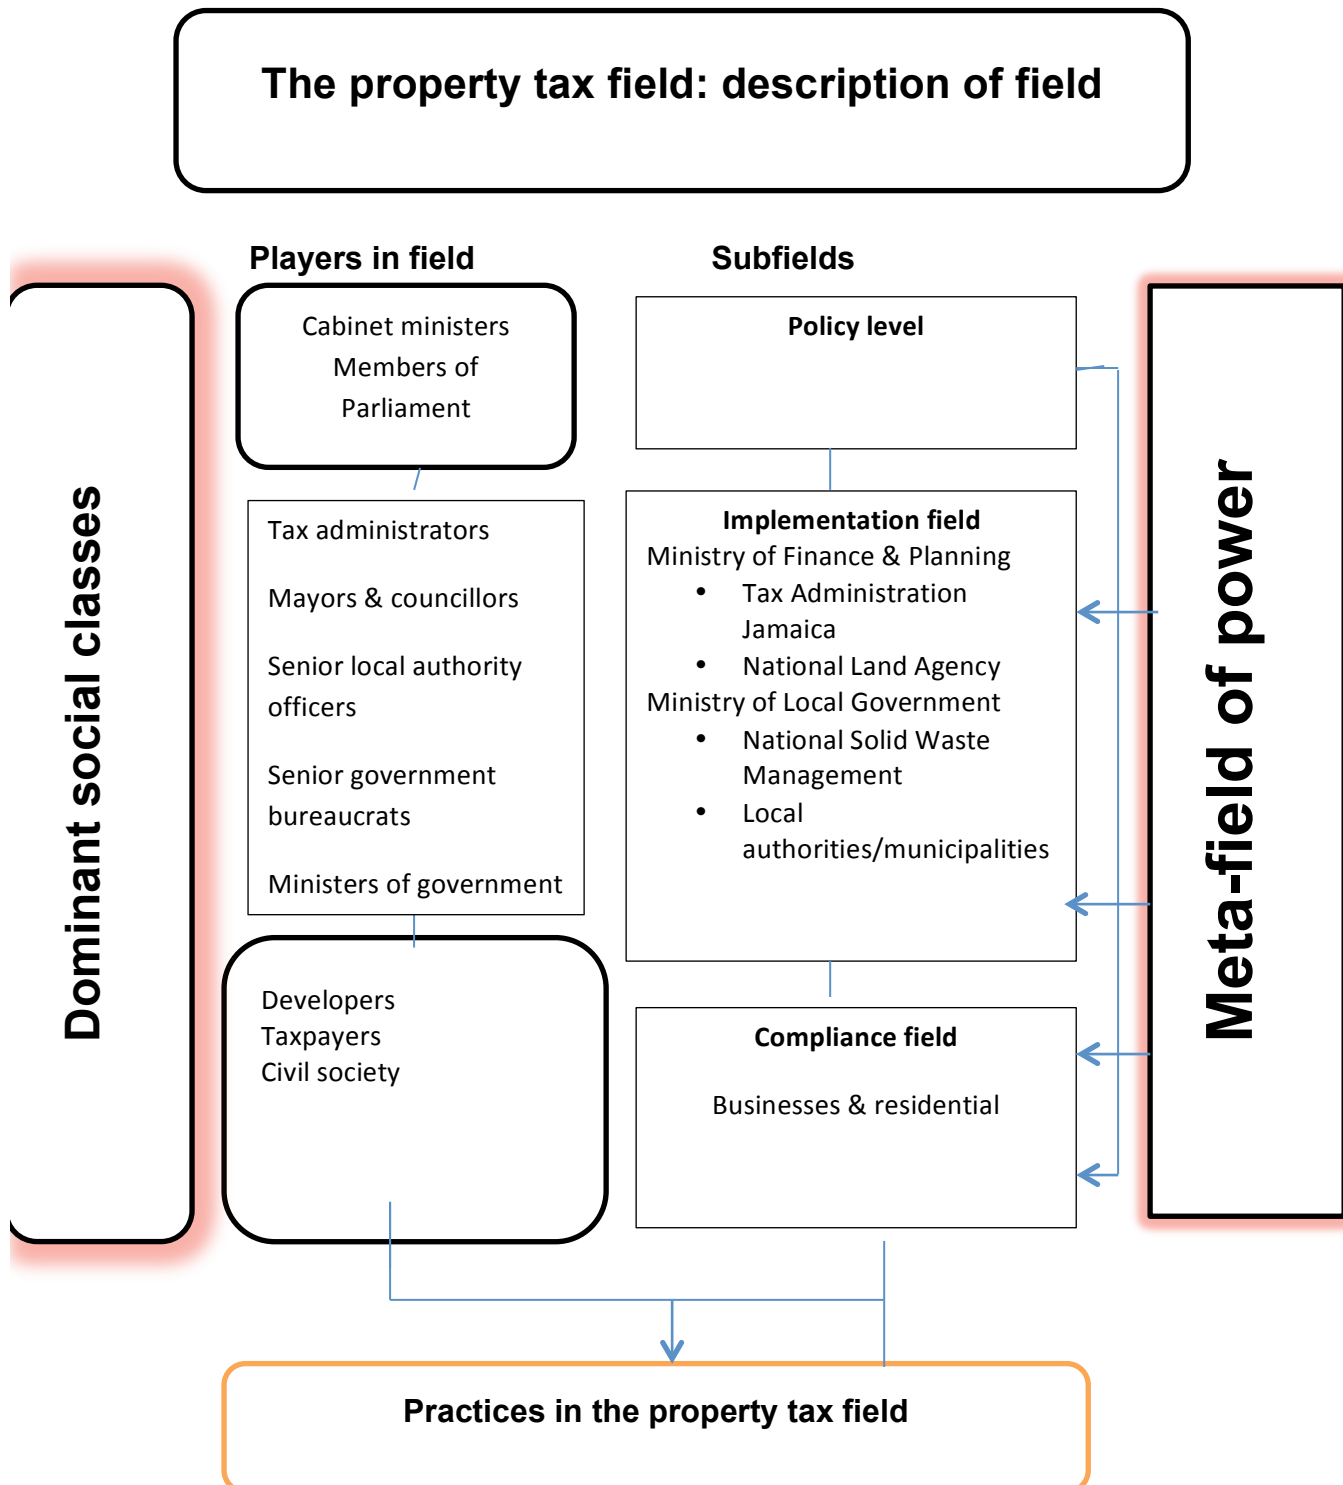 The property tax field: description of field
Players in field
Subfields
Dominant social classes
Cabinet ministers
Members of
Parliament
Tax administrators
Mayors & councillors
Senior local authority
officers
Senior government
bureaucrats
Ministers of government
Developers
Taxpayers
Civil society
Policy level
Implementation field
Ministry of Finance & Planning
• Tax Administration
Jamaica
• National Land Agency
Ministry of Local Government
• National Solid Waste
Management
• Local
authorities/municipalities
Compliance field
Businesses & residential
Meta-field of power
Practices in the property tax field